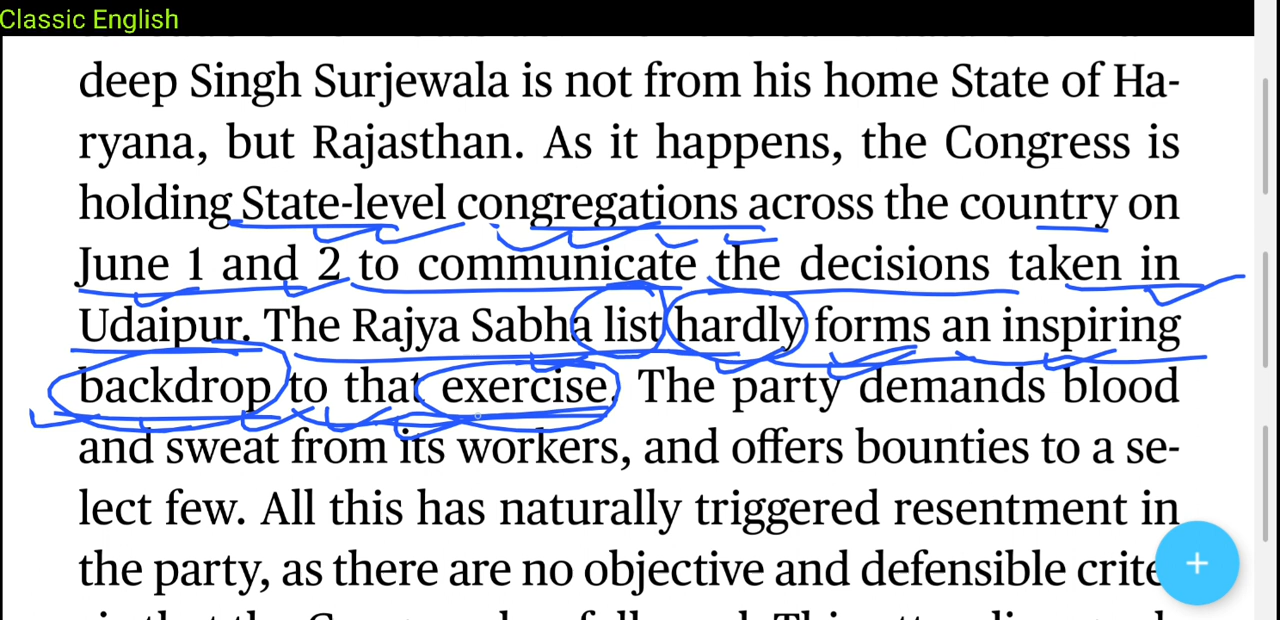 Classic English
deep Singh Surjewala is not from his home State of Ha-
ryana, but Rajasthan. As it happens, the Congress is
holding State-level congregations across the country on
June 1 and 2 to communicate the decisions taken in
Udaipur. The Rajya Sabha list hardly forms an inspiring
backdrop to that exercise. The party demands blood
and sweat from its workers, and offers bounties to a se-
lect few. All this has naturally triggered resentment in
the party, as there are no objective and defensible crite